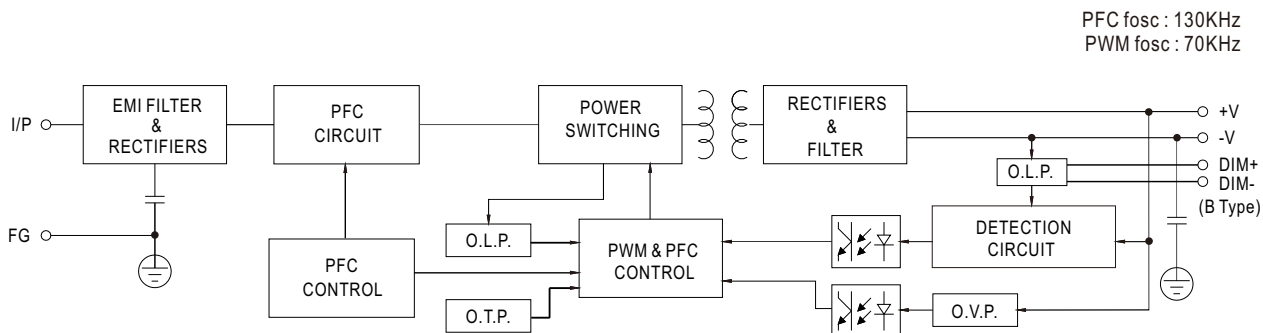 PFC fosc : 130KHz
PWM fosc : 70KHz
I/P
EMI FILTER
&
RECTIFIERS
PFC
CIRCUIT
POWER
SWITCHING
RECTIFIERS
&
FILTER
+V
-V
DIM+
DIM-
(B Type)
O.L.P.
FG
PFC
CONTROL
O.L.P.
O.T.P.
PWM & PFC
CONTROL
DETECTION
CIRCUIT
O.V.P.